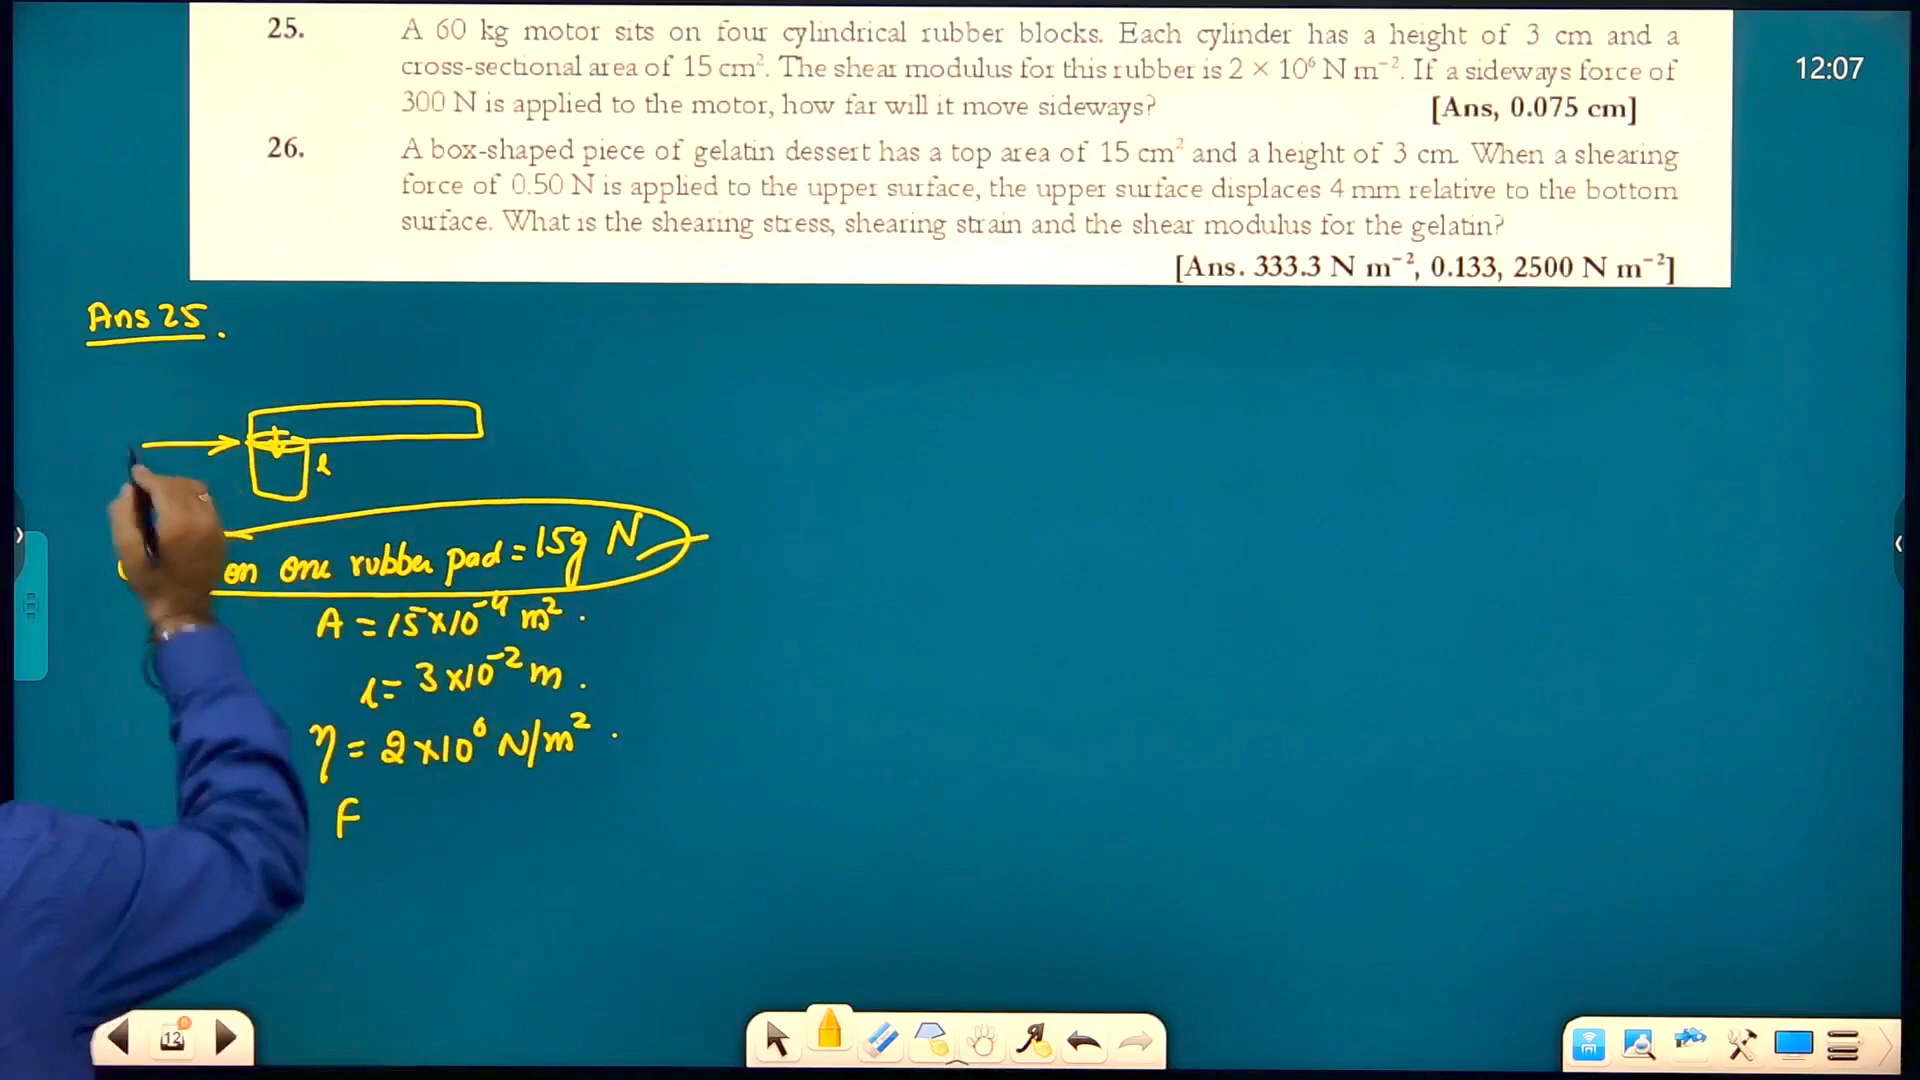 25. A 60 kg motor sits on four cylindrical rubber blocks. Each cylinder has a height of 3 cm and a
cross-sectional area of 15 cm². The shear modulus for this rubber is 2 × 10⁶ N m⁻². If a sideways force of
300 N is applied to the motor, how far will it move sideways? [Ans, 0.075 cm]
26. A box-shaped piece of gelatin dessert has a top area of 15 cm² and a height of 3 cm. When a shearing
force of 0.50 N is applied to the upper surface, the upper surface displaces 4 mm relative to the bottom
surface. What is the shearing stress, shearing strain and the shear modulus for the gelatin?
[Ans. 333.3 N m⁻², 0.133, 2500 N m⁻²]
12:07
Ans 25.
l
on one rubber pad = 15g N
A = 15×10⁻⁴ m².
l = 3×10⁻² m.
η = 2×10⁶ N/m².
F
12